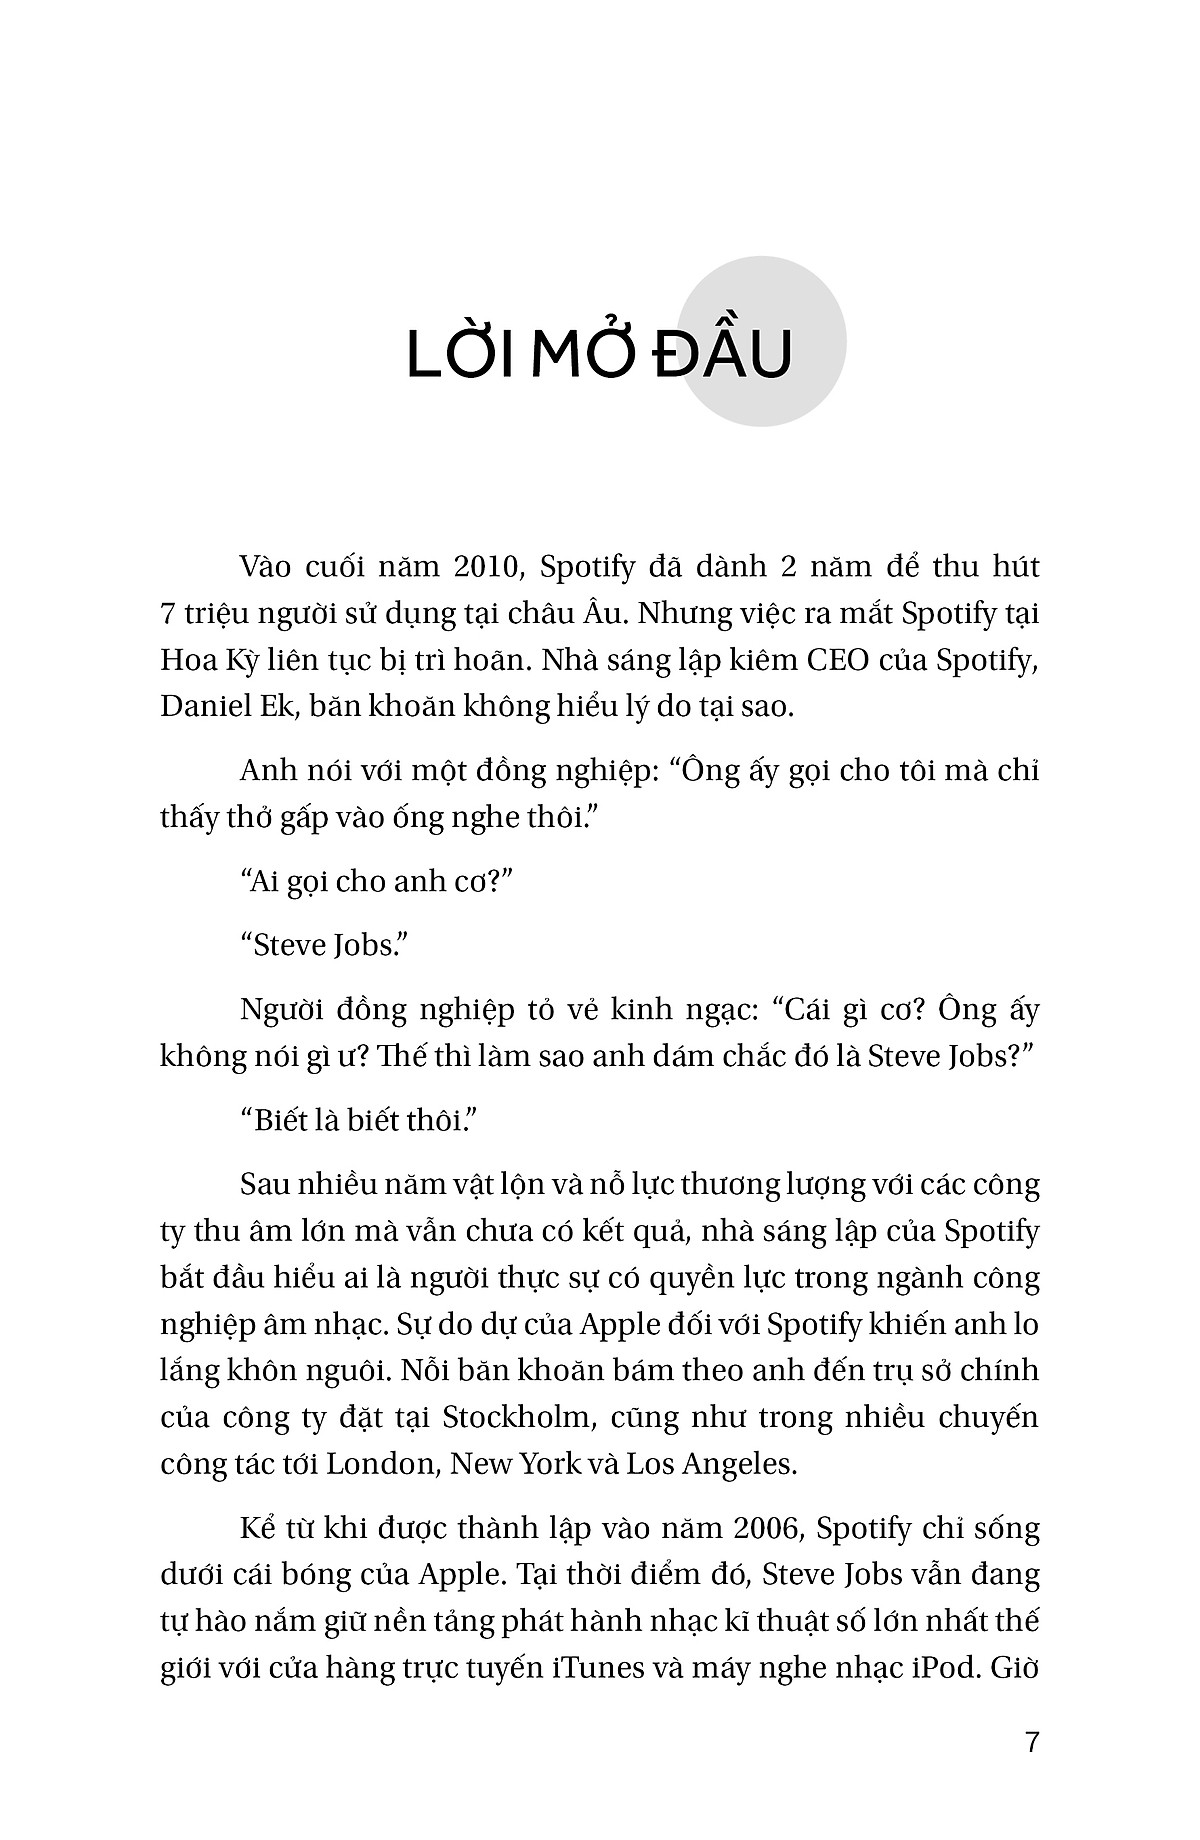 LỜI MỞ ĐẦU
Vào cuối năm 2010, Spotify đã dành 2 năm để thu hút
7 triệu người sử dụng tại châu Âu. Nhưng việc ra mắt Spotify tại
Hoa Kỳ liên tục bị trì hoãn. Nhà sáng lập kiêm CEO của Spotify,
Daniel Ek, băn khoăn không hiểu lý do tại sao.
Anh nói với một đồng nghiệp: “Ông ấy gọi cho tôi mà chỉ
thấy thở gấp vào ống nghe thôi.”
“Ai gọi cho anh cơ?”
“Steve Jobs.”
Người đồng nghiệp tỏ vẻ kinh ngạc: “Cái gì cơ? Ông ấy
không nói gì ư? Thế thì làm sao anh dám chắc đó là Steve Jobs?”
“Biết là biết thôi.”
Sau nhiều năm vật lộn và nỗ lực thương lượng với các công
ty thu âm lớn mà vẫn chưa có kết quả, nhà sáng lập của Spotify
bắt đầu hiểu ai là người thực sự có quyền lực trong ngành công
nghiệp âm nhạc. Sự do dự của Apple đối với Spotify khiến anh lo
lắng khôn nguôi. Nỗi băn khoăn bám theo anh đến trụ sở chính
của công ty đặt tại Stockholm, cũng như trong nhiều chuyến
công tác tới London, New York và Los Angeles.
Kể từ khi được thành lập vào năm 2006, Spotify chỉ sống
dưới cái bóng của Apple. Tại thời điểm đó, Steve Jobs vẫn đang
tự hào nắm giữ nền tảng phát hành nhạc kĩ thuật số lớn nhất thế
giới với cửa hàng trực tuyến iTunes và máy nghe nhạc iPod. Giờ
7